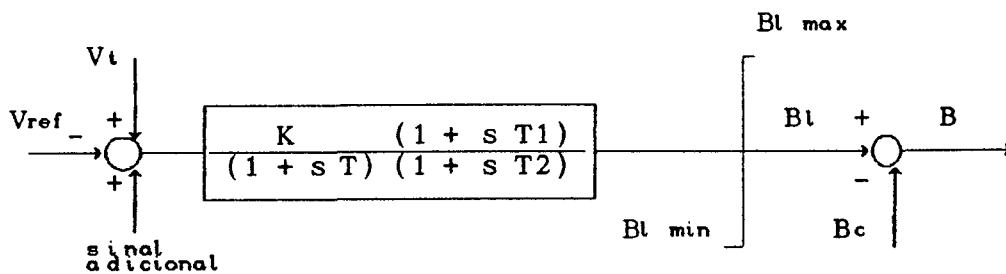 Bl max
Vt
Vref - +
K (1 + s T1)
(1 + s T) (1 + s T2)
Bl + B
+
-
Bl min
Bc
sinal
adicional